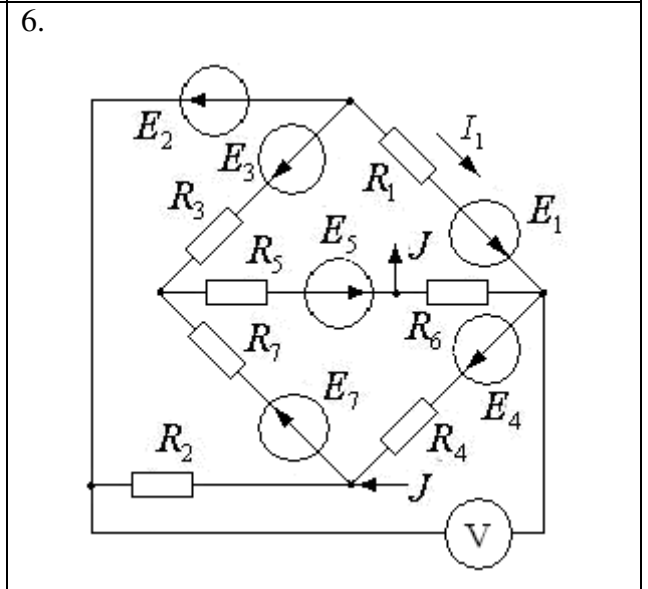 6.
E₂
E₃
I₁
R₁
E₁
R₃
R₅
E₅
J
R₆
R₇
E₇
E₄
R₄
R₂
J
V